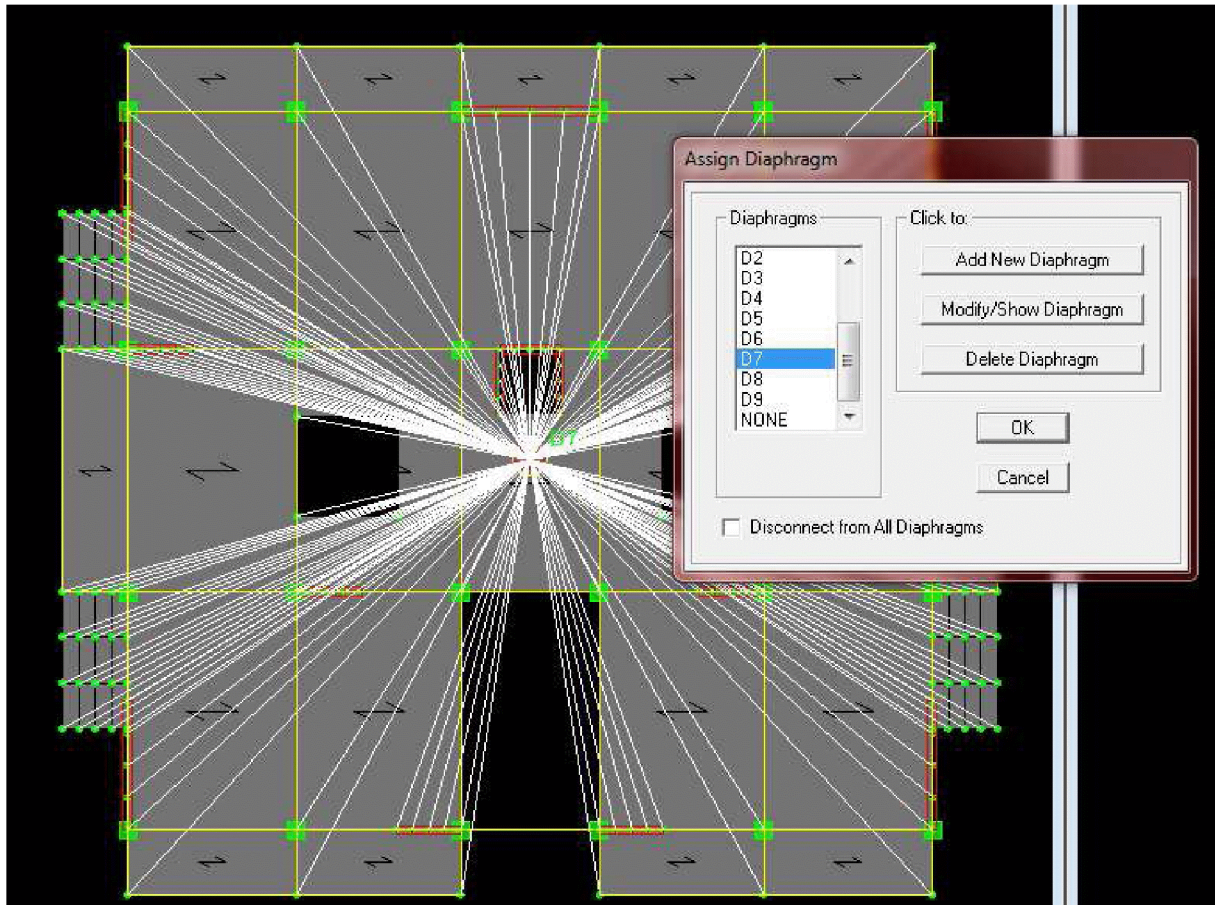 Assign Diaphragm
Diaphragms
D2
D3
D4
D5
D6
D7
D8
D9
NONE
Click to:
Add New Diaphragm
Modify/Show Diaphragm
Delete Diaphragm
OK
Cancel
Disconnect from All Diaphragms
D7